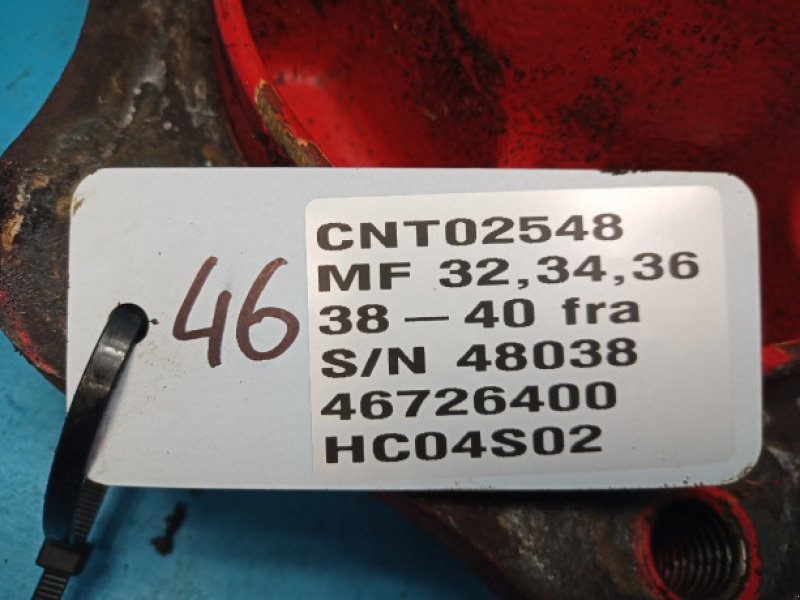 46
CNT02548
MF 32,34,36
38 — 40 fra
S/N 48038
46726400
HC04S02